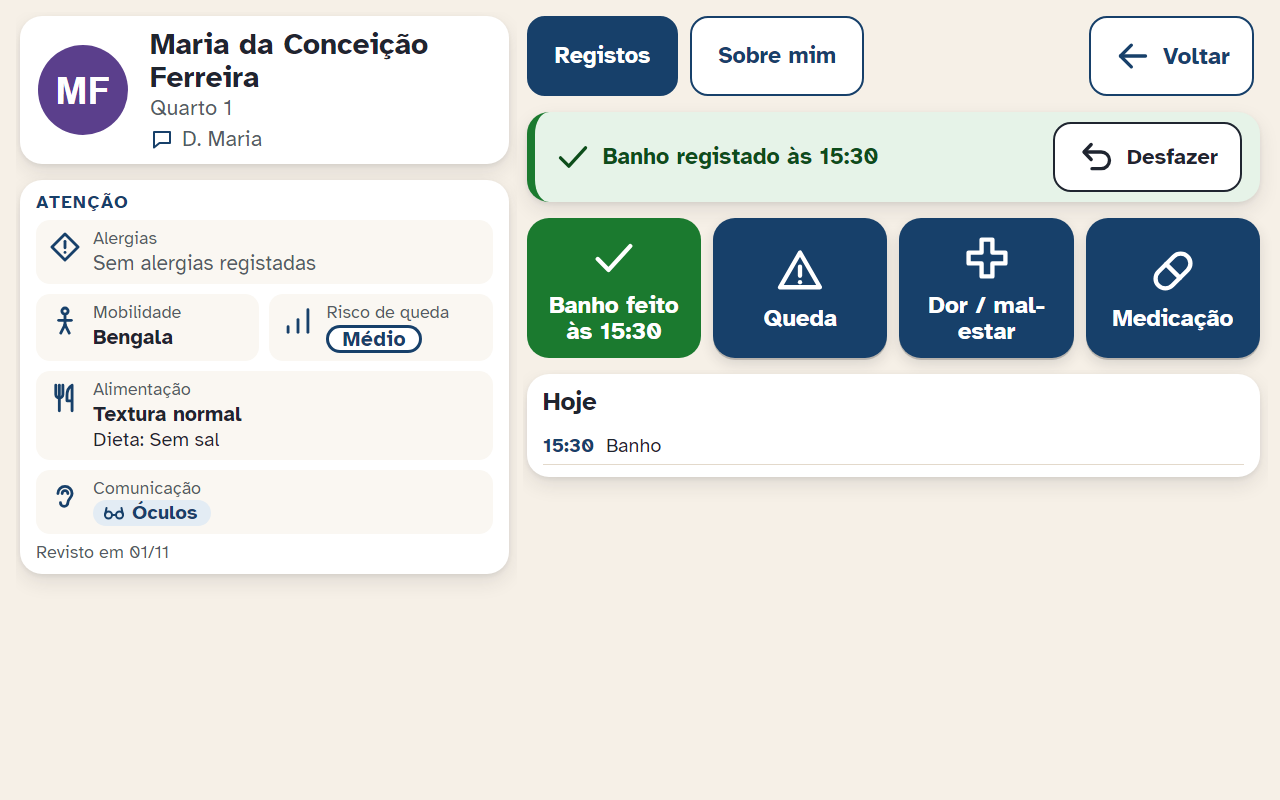 MF
Maria da Conceição
Ferreira
Quarto 1
D. Maria
ATENÇÃO
Alergias
Sem alergias registadas
Mobilidade
Bengala
Risco de queda
Médio
Alimentação
Textura normal
Dieta: Sem sal
Comunicação
Óculos
Revisto em 01/11
Registos
Sobre mim
Voltar
Banho registado às 15:30
Desfazer
Banho feito
às 15:30
Queda
Dor / mal-
estar
Medicação
Hoje
15:30 Banho